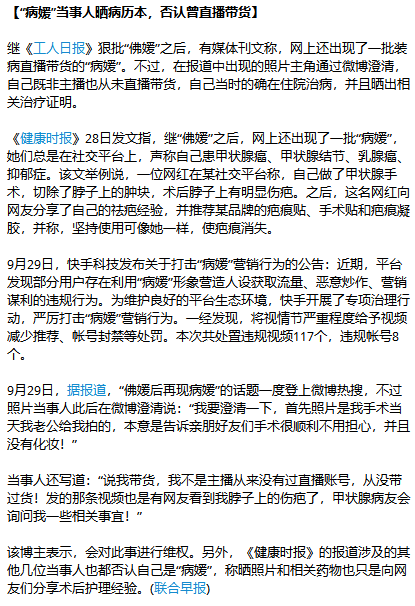 【“病媛”当事人晒病历本，否认曾直播带货】
继《工人日报》狠批“佛媛”之后，有媒体刊文称，网上还出现了一批装
病直播带货的“病媛”。不过，在报道中出现的照片主角通过微博澄清，
自己既非主播也从未直播带货，自己当时的确在住院治病，并且晒出相
关治疗证明。
《健康时报》28日发文指，继“佛媛”之后，网上还出现了一批“病媛”，
她们总是在社交平台上，声称自己患甲状腺癌、甲状腺结节、乳腺癌、
抑郁症。该文举例说，一位网红在某社交平台称，自己做了甲状腺手
术，切除了脖子上的肿块，术后脖子上有明显伤疤。之后，这名网红向
网友分享了自己的祛疤经验，并推荐某品牌的疤痕贴、手术贴和疤痕凝
胶，并称，坚持使用可像她一样，使疤痕消失。
9月29日，快手科技发布关于打击“病媛”营销行为的公告：近期，平台
发现部分用户存在利用“病媛”形象营造人设获取流量、恶意炒作、营销
谋利的违规行为。为维护良好的平台生态环境，快手开展了专项治理行
动，严厉打击“病媛”营销行为。一经发现，将视情节严重程度给予视频
减少推荐、帐号封禁等处罚。本次共处置违规视频117个，违规帐号8
个。
9月29日，据报道，“佛媛后再现病媛”的话题一度登上微博热搜，不过
照片当事人此后在微博澄清说：“我要澄清一下，首先照片是我手术当
天我老公给我拍的，本意是告诉亲朋好友们手术很顺利不用担心，并且
没有化妆！”
当事人还写道：“说我带货，我不是主播从来没有过直播账号，从没带
过货！发的那条视频也是有网友看到我脖子上的伤疤了，甲状腺病友会
询问我一些相关事宜！”
该博主表示，会对此事进行维权。另外，《健康时报》的报道涉及的其
他几位当事人也都否认自己是“病媛”，称晒照片和相关药物也只是向网
友们分享术后护理经验。(联合早报)